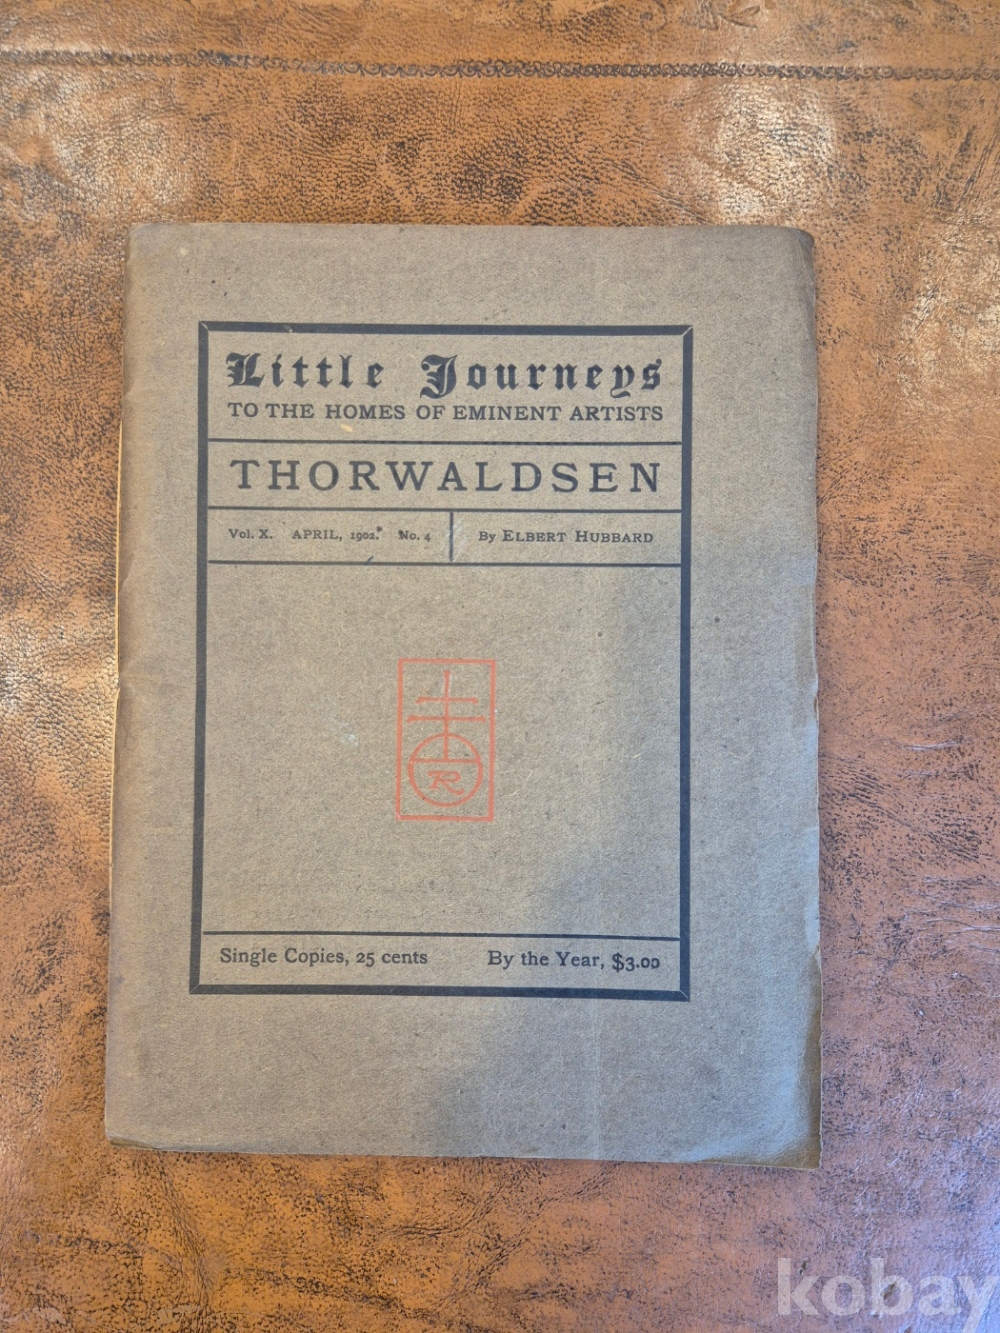 Little Journeys
TO THE HOMES OF EMINENT ARTISTS
THORWALDSEN
Vol. X. APRIL, 1902. No. 4 By ELBERT HUBBARD
R
Single Copies, 25 cents By the Year, $3.00
kobay